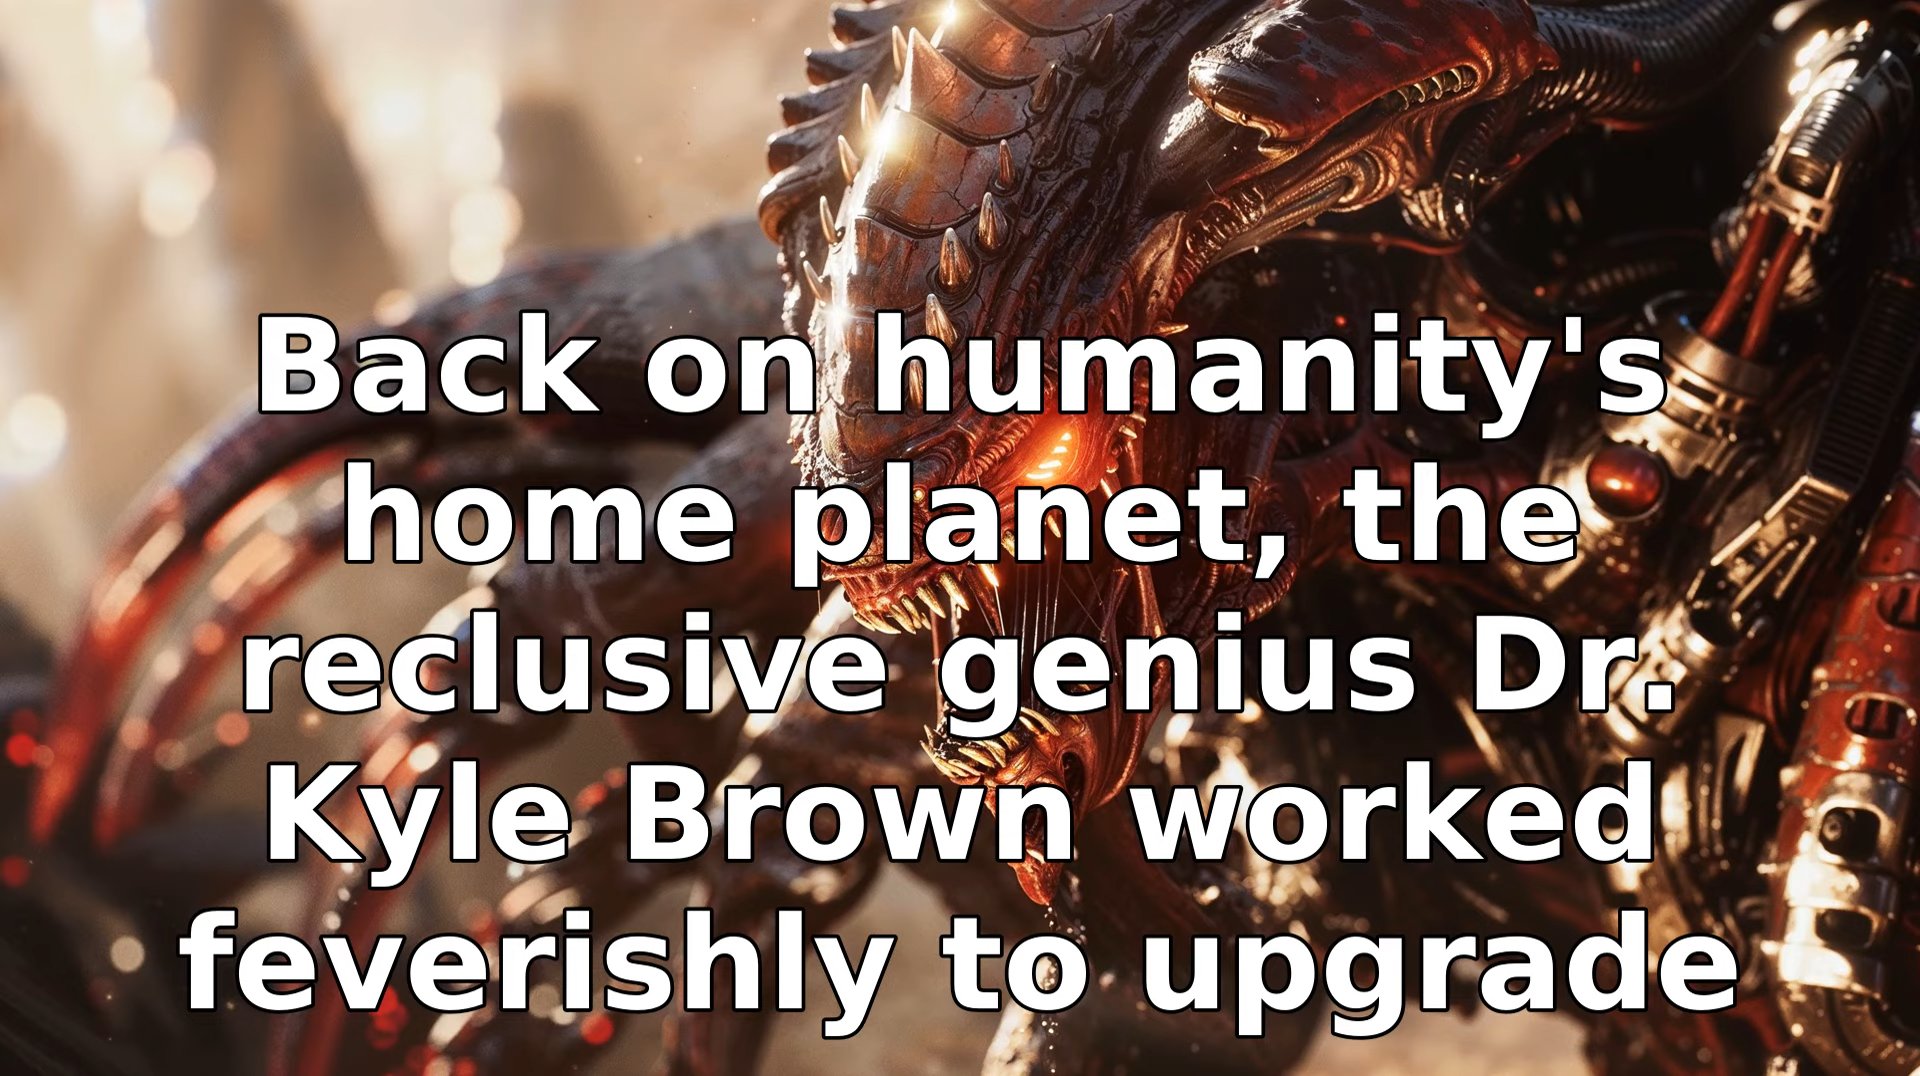 Back on humanity's
home planet, the
reclusive genius Dr.
Kyle Brown worked
feverishly to upgrade